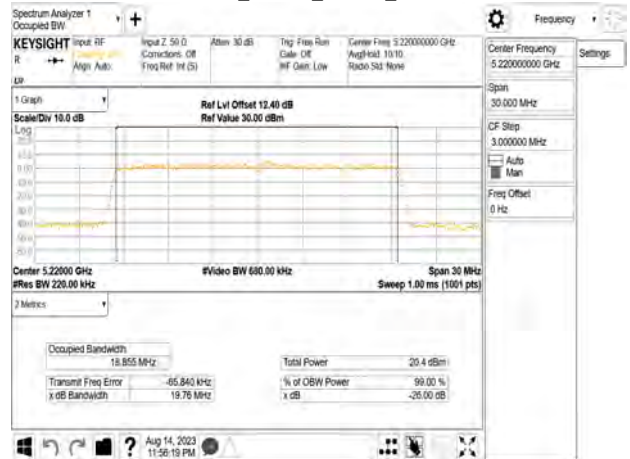 Spectrum Analyzer 1
Occupied BW
+
Frequency
KEYSIGHT
Input: RF
Input Z: 50 Ω
Atten: 30 dB
Trig: Free Run
Center Freq: 5.220000000 GHz
R
Corrections: Off
Gate: Off
Avg|Hold: 10/10
Align: Auto
Freq Ref: Int (S)
#IF Gain: Low
Radio Std: None
Center Frequency
5.220000000 GHz
Settings
Span
30.000 MHz
CF Step
3.000000 MHz
Auto
Man
Freq Offset
0 Hz
1 Graph
Ref Lvl Offset 12.40 dB
Scale/Div 10.0 dB
Ref Value 30.00 dBm
Log
Center 5.22000 GHz
#Video BW 680.00 kHz
Span 30 MHz
#Res BW 220.00 kHz
Sweep 1.00 ms (1001 pts)
2 Metrics
Occupied Bandwidth
18.855 MHz
Total Power
20.4 dBm
Transmit Freq Error
-65.840 kHz
% of OBW Power
99.00 %
x dB Bandwidth
19.76 MHz
x dB
-26.00 dB
?
Aug 14, 2023
11:56:19 PM